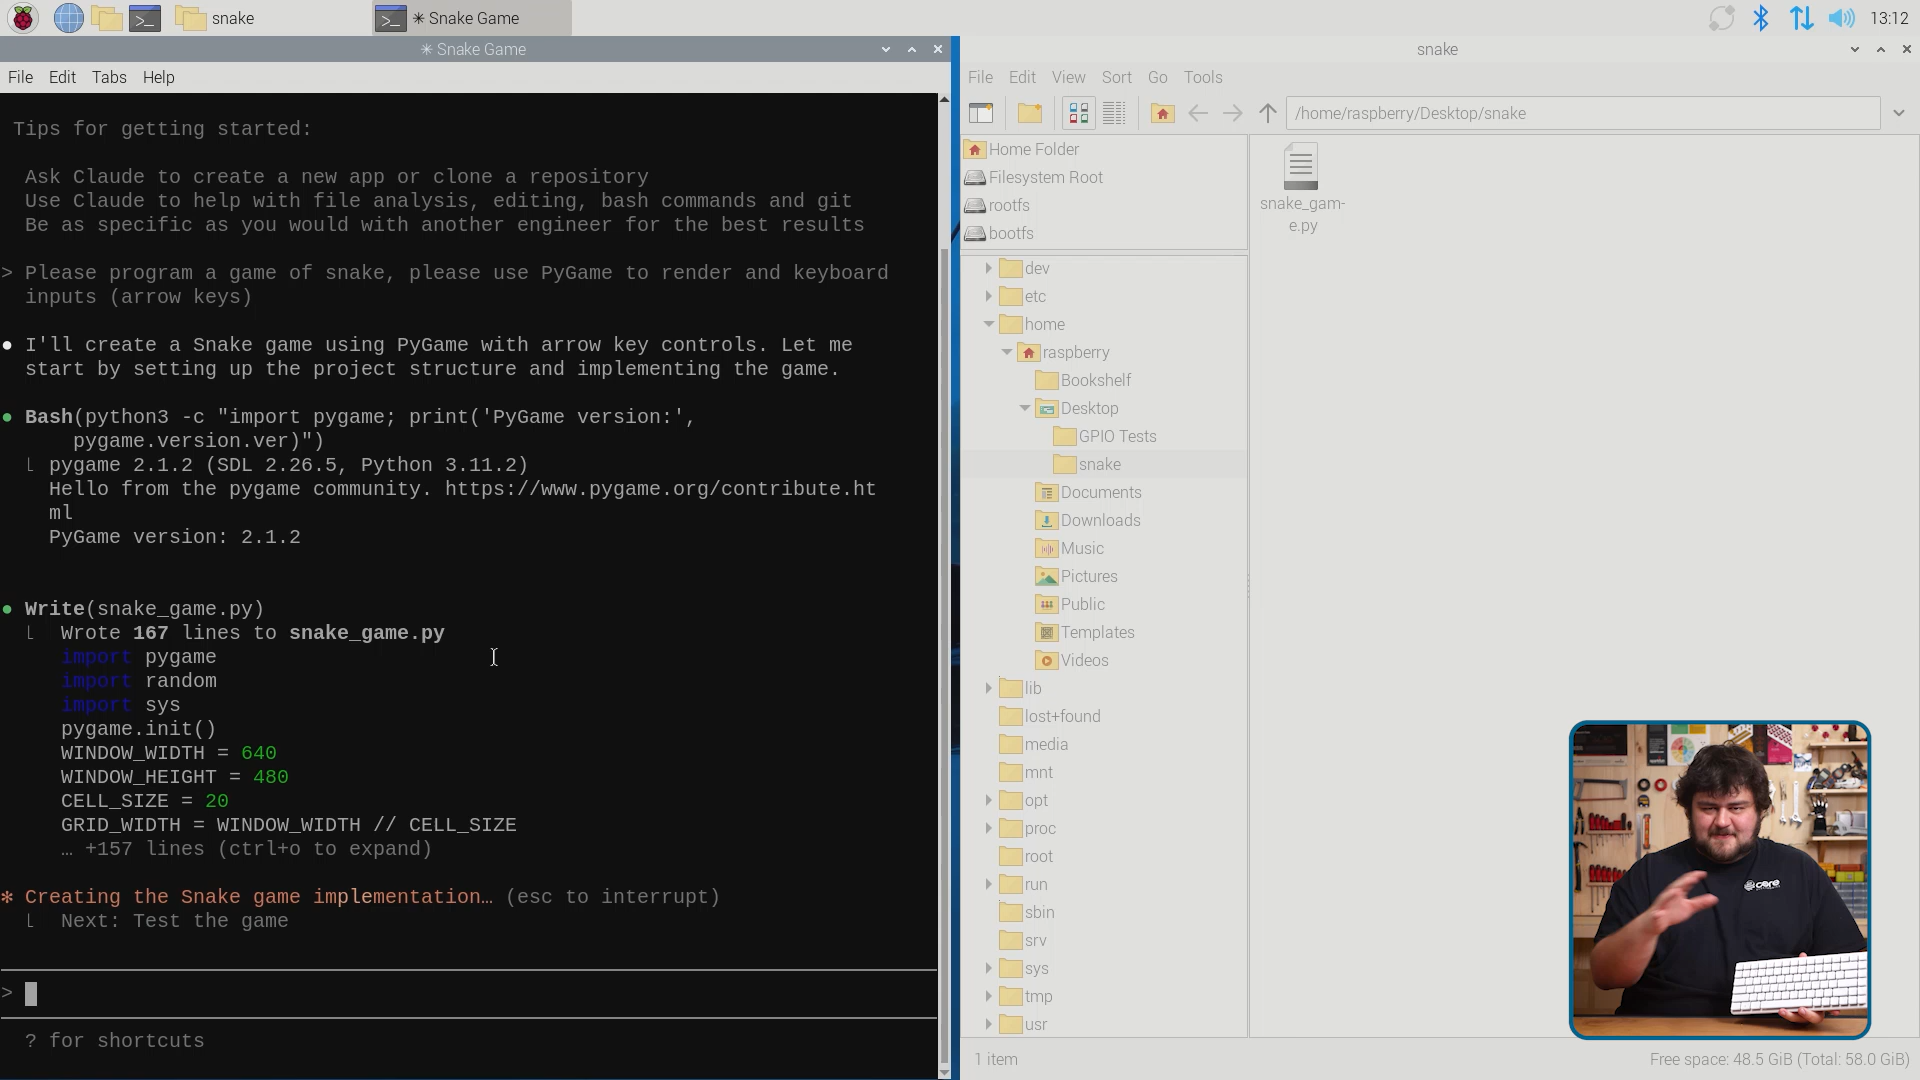 snake
✳ Snake Game
13:12
✳ Snake Game
File Edit Tabs Help
Tips for getting started:
Ask Claude to create a new app or clone a repository
Use Claude to help with file analysis, editing, bash commands and git
Be as specific as you would with another engineer for the best results
> Please program a game of snake, please use PyGame to render and keyboard
inputs (arrow keys)
● I'll create a Snake game using PyGame with arrow key controls. Let me
start by setting up the project structure and implementing the game.
● Bash(python3 -c "import pygame; print('PyGame version:',
pygame.version.ver)")
⎿ pygame 2.1.2 (SDL 2.26.5, Python 3.11.2)
Hello from the pygame community. https://www.pygame.org/contribute.ht
ml
PyGame version: 2.1.2
● Write(snake_game.py)
⎿ Wrote 167 lines to snake_game.py
import pygame
import random
import sys
pygame.init()
WINDOW_WIDTH = 640
WINDOW_HEIGHT = 480
CELL_SIZE = 20
GRID_WIDTH = WINDOW_WIDTH // CELL_SIZE
… +157 lines (ctrl+o to expand)
✻ Creating the Snake game implementation… (esc to interrupt)
⎿ Next: Test the game
>
? for shortcuts
snake
File Edit View Sort Go Tools
/home/raspberry/Desktop/snake
Home Folder
Filesystem Root
rootfs
bootfs
dev
etc
home
raspberry
Bookshelf
Desktop
GPIO Tests
snake
Documents
Downloads
Music
Pictures
Public
Templates
Videos
lib
lost+found
media
mnt
opt
proc
root
run
sbin
srv
sys
tmp
usr
snake_gam-
e.py
core
1 item
Free space: 48.5 GiB (Total: 58.0 GiB)